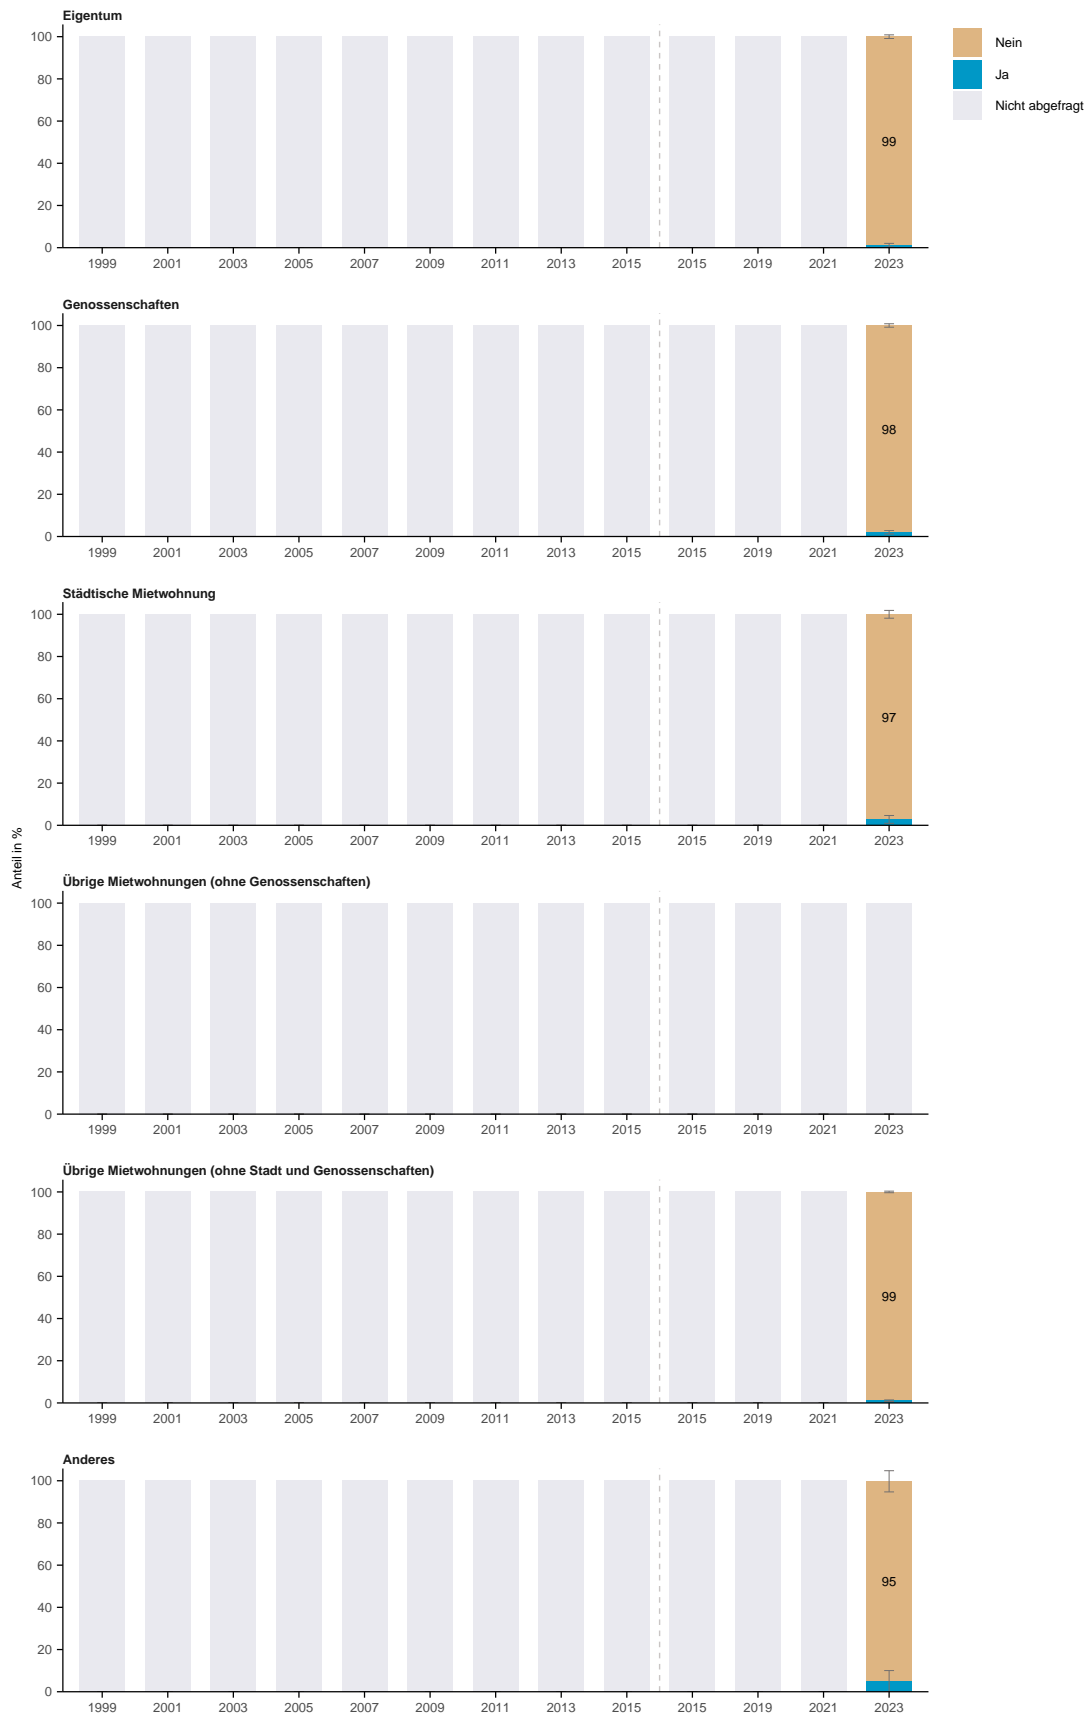 Eigentum
100
80
60
40
20
0
99
1999 2001 2003 2005 2007 2009 2011 2013 2015 2015 2019 2021 2023
Nein
Ja
Nicht abgefragt
Genossenschaften
100
80
60
40
20
0
98
1999 2001 2003 2005 2007 2009 2011 2013 2015 2015 2019 2021 2023
Städtische Mietwohnung
100
80
60
40
20
0
97
1999 2001 2003 2005 2007 2009 2011 2013 2015 2015 2019 2021 2023
Anteil in %
Übrige Mietwohnungen (ohne Genossenschaften)
100
80
60
40
20
0
1999 2001 2003 2005 2007 2009 2011 2013 2015 2015 2019 2021 2023
Übrige Mietwohnungen (ohne Stadt und Genossenschaften)
100
80
60
40
20
0
99
1999 2001 2003 2005 2007 2009 2011 2013 2015 2015 2019 2021 2023
Anderes
100
80
60
40
20
0
95
1999 2001 2003 2005 2007 2009 2011 2013 2015 2015 2019 2021 2023